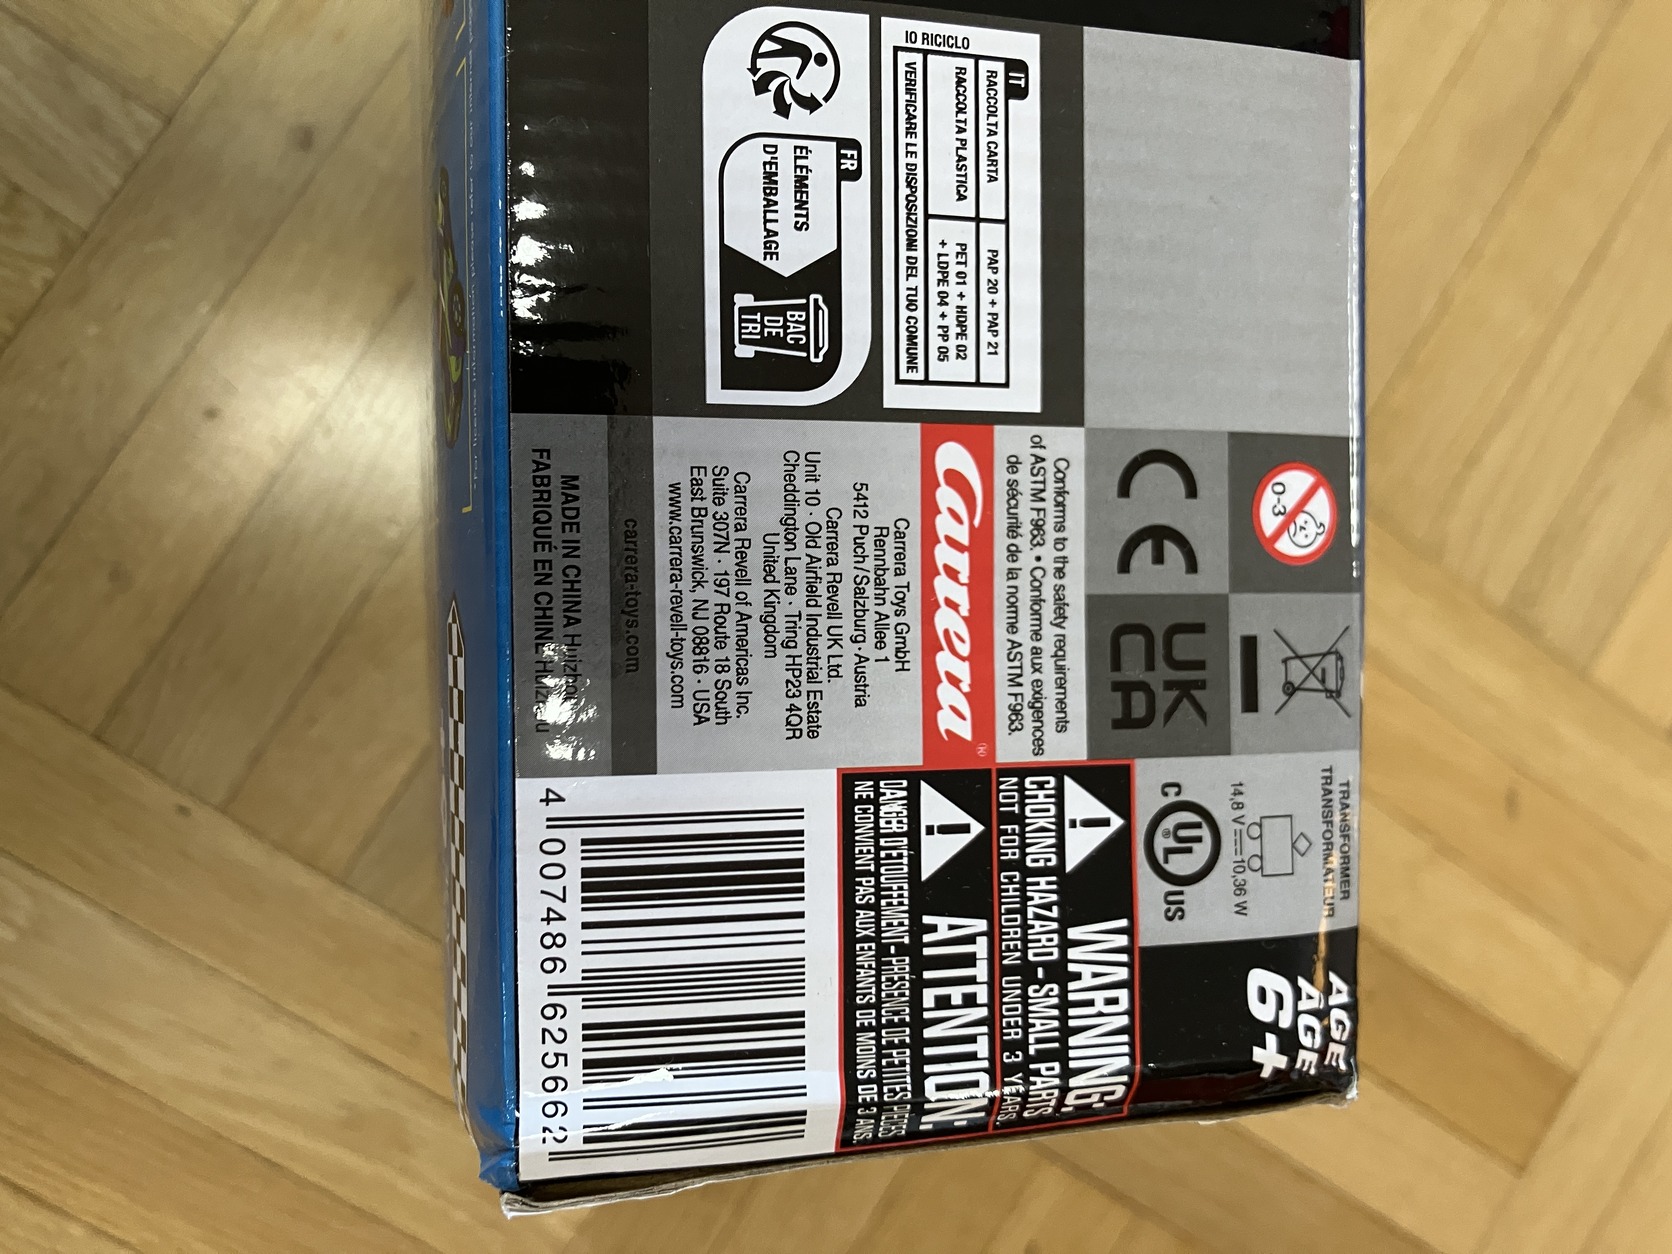 IO RICICLO
IT
RACCOLTA CARTA PAP 20 + PAP 21
RACCOLTA PLASTICA PET 01 + HDPE 02
+ LDPE 04 + PP 05
VERIFICARE LE DISPOSIZIONI DEL TUO COMUNE
FR
ÉLÉMENTS
D'EMBALLAGE
BAC
DE
TRI
0-3
CE
UK
CA
Conforms to the safety requirements
of ASTM F963. • Conforme aux exigences
de sécurité de la norme ASTM F963.
Carrera®
Carrera Toys GmbH
Rennbahn Allee 1
5412 Puch/Salzburg · Austria
Carrera Revell UK Ltd.
Unit 10 · Old Airfield Industrial Estate
Cheddington Lane · Tring HP23 4QR
United Kingdom
Carrera Revell of Americas Inc.
Suite 307N · 197 Route 18 South
East Brunswick, NJ 08816 · USA
www.carrera-revell-toys.com
carrera-toys.com
MADE IN CHINA
FABRIQUÉ EN CHINE
TRANSFORMER
TRANSFORMATEUR
14,8 V 10,36 W
C UL® US
AGE
ÂGE
6+
WARNING:
CHOKING HAZARD - SMALL PARTS
NOT FOR CHILDREN UNDER 3 YEARS.
ATTENTION:
DANGER D'ÉTOUFFEMENT - PRÉSENCE DE PETITES PIÈCES
NE CONVIENT PAS AUX ENFANTS DE MOINS DE 3 ANS.
4 007486 625662